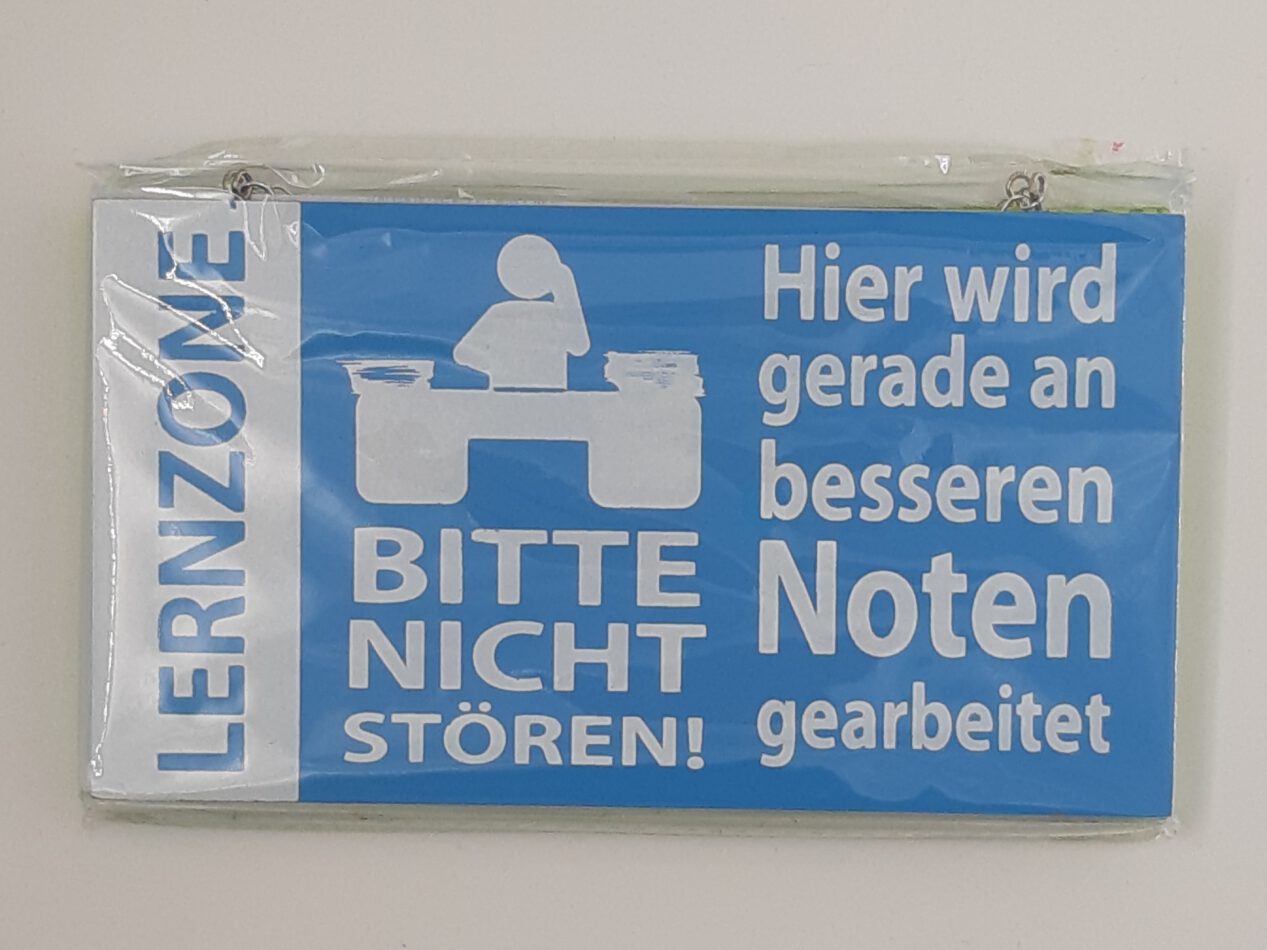 LERNZONE
BITTE
NICHT
STÖREN!
Hier wird
gerade an
besseren
Noten
gearbeitet